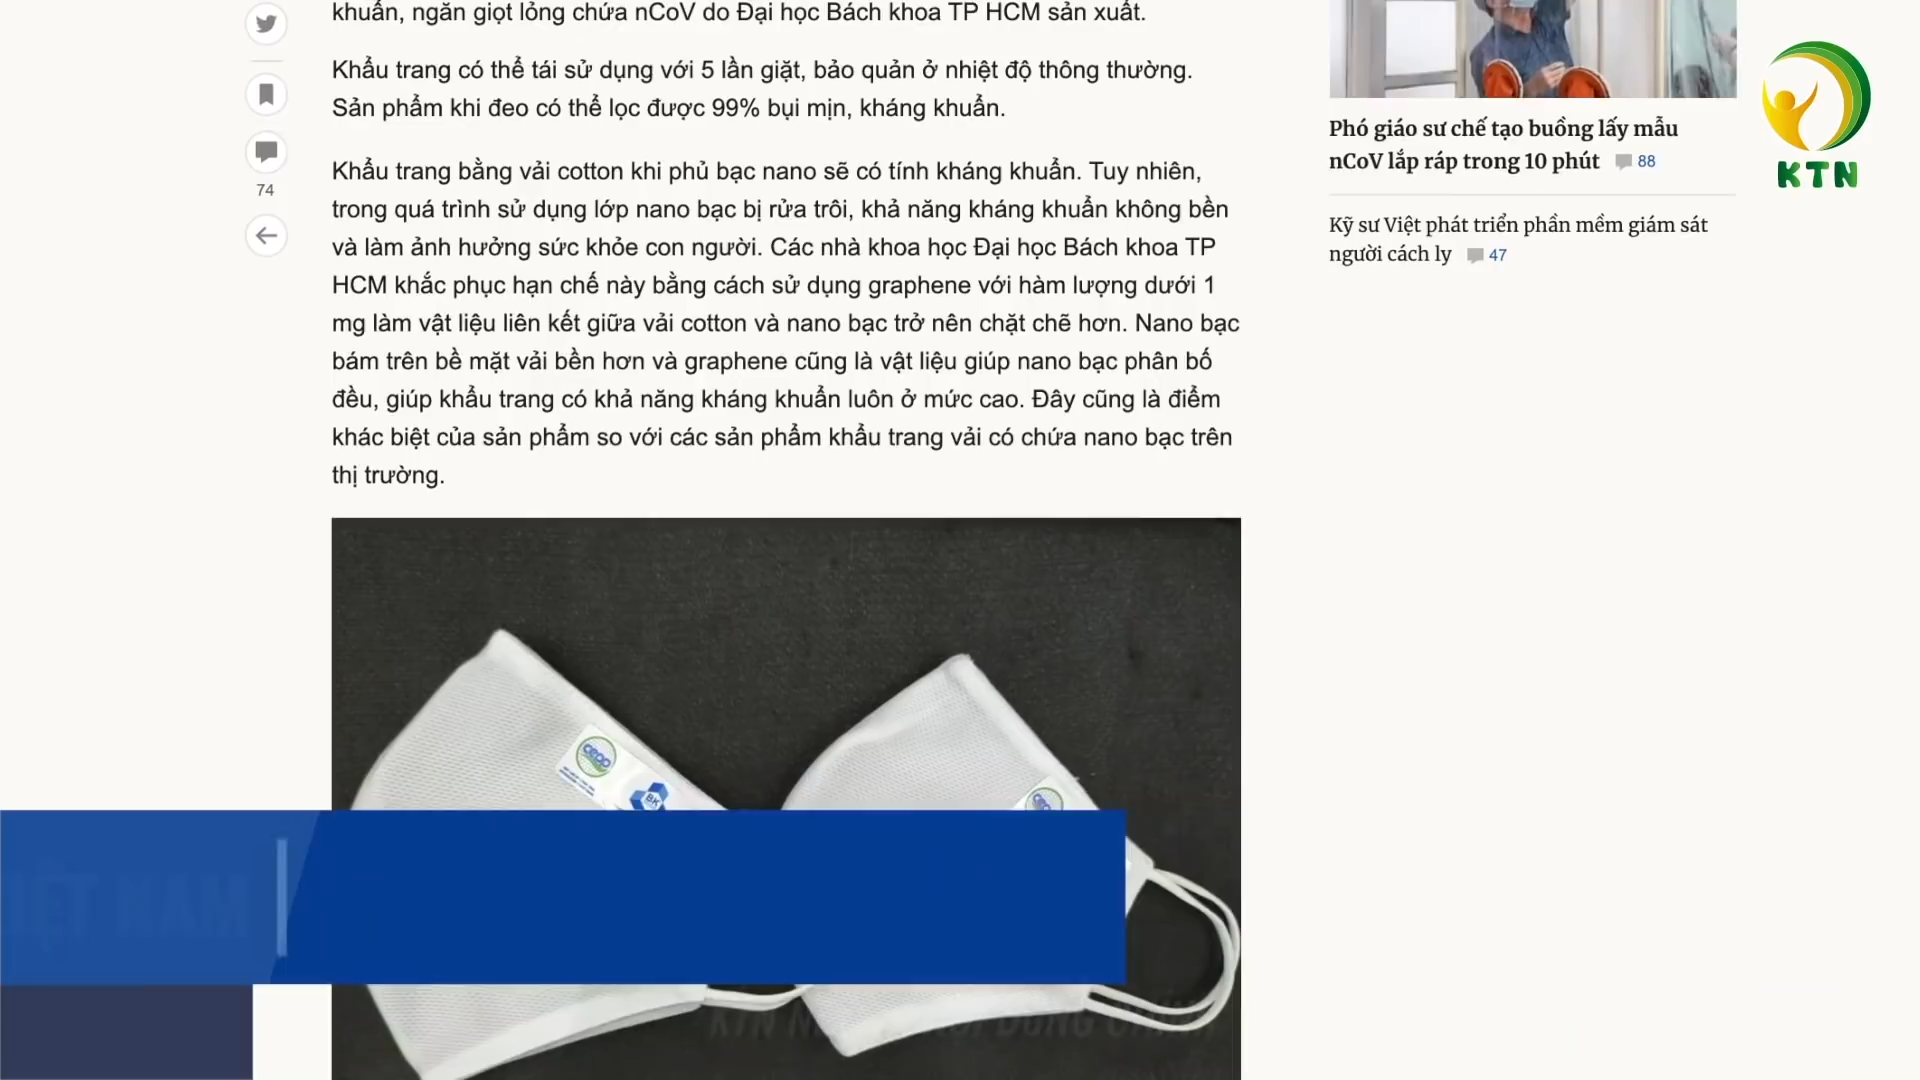 khuẩn, ngăn giọt lỏng chứa nCoV do Đại học Bách khoa TP HCM sản xuất.
Khẩu trang có thể tái sử dụng với 5 lần giặt, bảo quản ở nhiệt độ thông thường.
Sản phẩm khi đeo có thể lọc được 99% bụi mịn, kháng khuẩn.
Khẩu trang bằng vải cotton khi phủ bạc nano sẽ có tính kháng khuẩn. Tuy nhiên,
trong quá trình sử dụng lớp nano bạc bị rửa trôi, khả năng kháng khuẩn không bền
và làm ảnh hưởng sức khỏe con người. Các nhà khoa học Đại học Bách khoa TP
HCM khắc phục hạn chế này bằng cách sử dụng graphene với hàm lượng dưới 1
mg làm vật liệu liên kết giữa vải cotton và nano bạc trở nên chặt chẽ hơn. Nano bạc
bám trên bề mặt vải bền hơn và graphene cũng là vật liệu giúp nano bạc phân bố
đều, giúp khẩu trang có khả năng kháng khuẩn luôn ở mức cao. Đây cũng là điểm
khác biệt của sản phẩm so với các sản phẩm khẩu trang vải có chứa nano bạc trên
thị trường.
74
Phó giáo sư chế tạo buồng lấy mẫu
nCoV lắp ráp trong 10 phút 88
Kỹ sư Việt phát triển phần mềm giám sát
người cách ly 47
KTN
BK
NAM